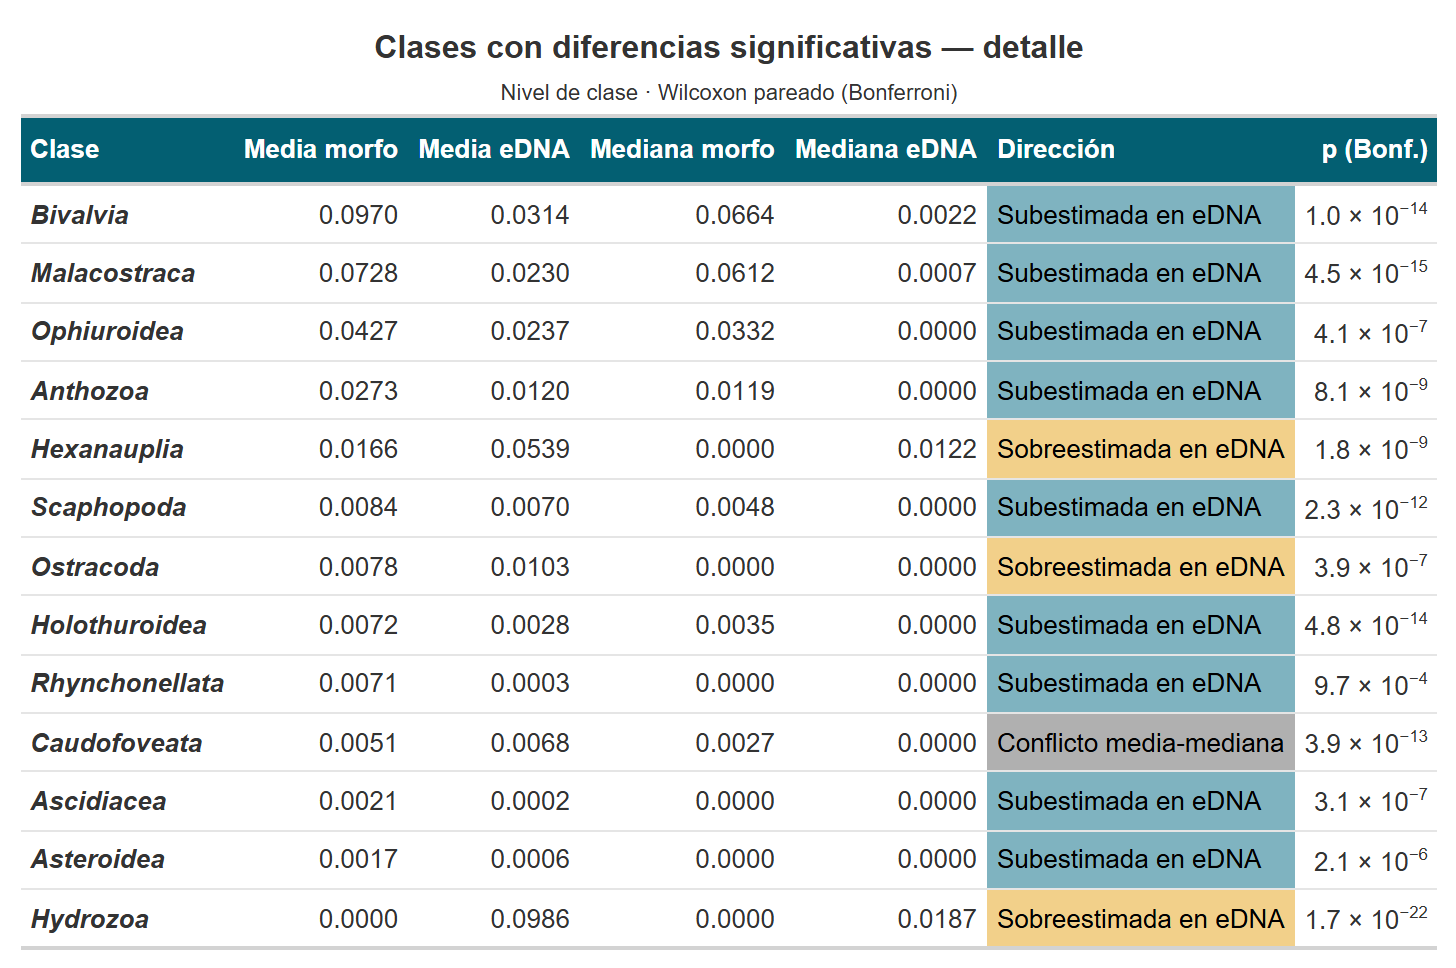 Clases con diferencias significativas — detalle
Nivel de clase · Wilcoxon pareado (Bonferroni)
Clase Media morfo Media eDNA Mediana morfo Mediana eDNA Dirección p (Bonf.)
Bivalvia 0.0970 0.0314 0.0664 0.0022 Subestimada en eDNA 1.0 × 10⁻¹⁴
Malacostraca 0.0728 0.0230 0.0612 0.0007 Subestimada en eDNA 4.5 × 10⁻¹⁵
Ophiuroidea 0.0427 0.0237 0.0332 0.0000 Subestimada en eDNA 4.1 × 10⁻⁷
Anthozoa 0.0273 0.0120 0.0119 0.0000 Subestimada en eDNA 8.1 × 10⁻⁹
Hexanauplia 0.0166 0.0539 0.0000 0.0122 Sobreestimada en eDNA 1.8 × 10⁻⁹
Scaphopoda 0.0084 0.0070 0.0048 0.0000 Subestimada en eDNA 2.3 × 10⁻¹²
Ostracoda 0.0078 0.0103 0.0000 0.0000 Sobreestimada en eDNA 3.9 × 10⁻⁷
Holothuroidea 0.0072 0.0028 0.0035 0.0000 Subestimada en eDNA 4.8 × 10⁻¹⁴
Rhynchonellata 0.0071 0.0003 0.0000 0.0000 Subestimada en eDNA 9.7 × 10⁻⁴
Caudofoveata 0.0051 0.0068 0.0027 0.0000 Conflicto media-mediana 3.9 × 10⁻¹³
Ascidiacea 0.0021 0.0002 0.0000 0.0000 Subestimada en eDNA 3.1 × 10⁻⁷
Asteroidea 0.0017 0.0006 0.0000 0.0000 Subestimada en eDNA 2.1 × 10⁻⁶
Hydrozoa 0.0000 0.0986 0.0000 0.0187 Sobreestimada en eDNA 1.7 × 10⁻²²